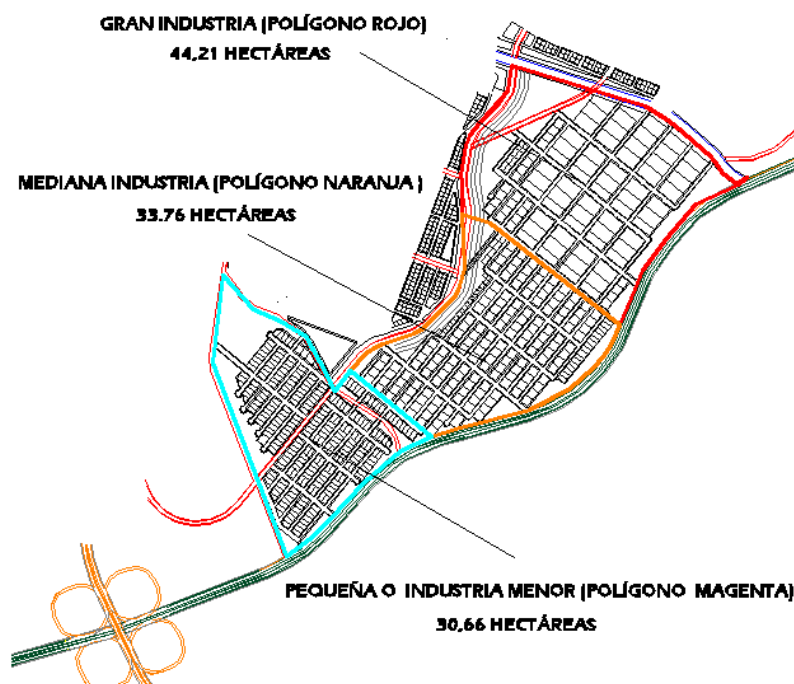 GRAN INDUSTRIA (POLÍGONO ROJO)
44,21 HECTÁREAS
MEDIANA INDUSTRIA (POLÍGONO NARANJA )
33.76 HECTÁREAS
PEQUEÑA O INDUSTRIA MENOR (POLÍGONO MAGENTA)
30,66 HECTÁREAS